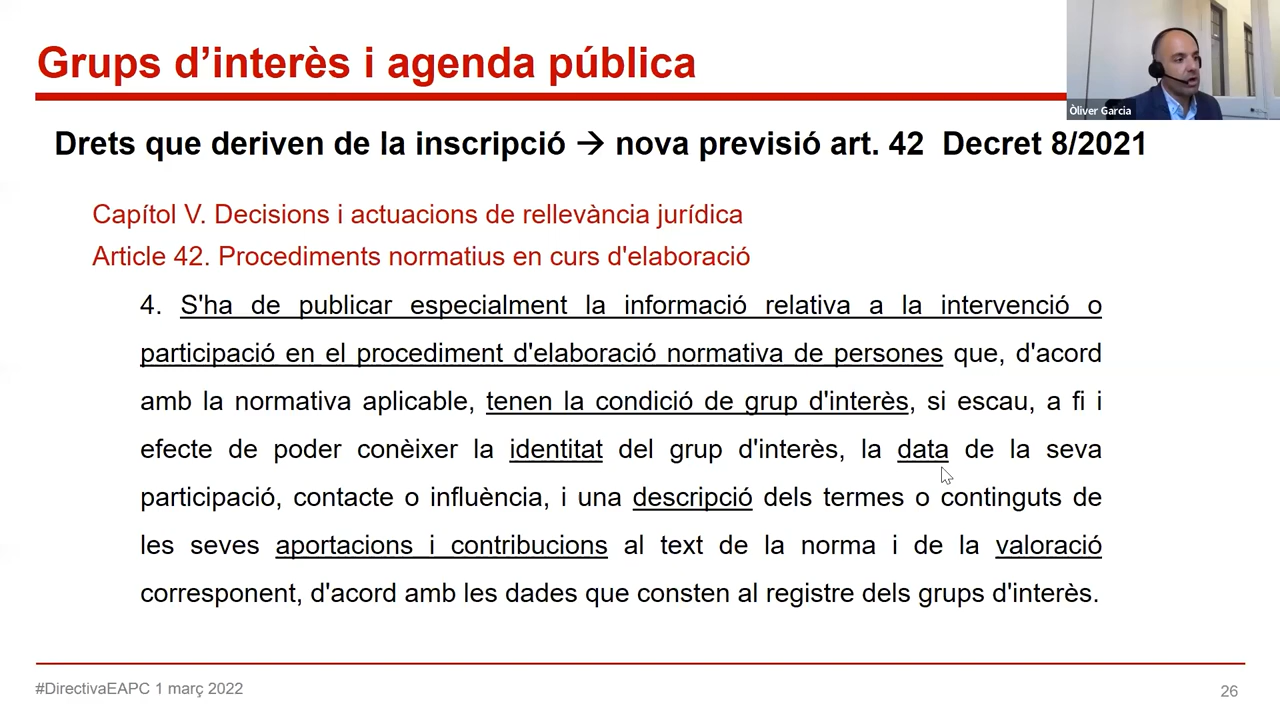 Grups d’interès i agenda pública
Òliver Garcia
Drets que deriven de la inscripció → nova previsió art. 42 Decret 8/2021
Capítol V. Decisions i actuacions de rellevància jurídica
Article 42. Procediments normatius en curs d'elaboració
4. S'ha de publicar especialment la informació relativa a la intervenció o
participació en el procediment d'elaboració normativa de persones que, d'acord
amb la normativa aplicable, tenen la condició de grup d'interès, si escau, a fi i
efecte de poder conèixer la identitat del grup d'interès, la data de la seva
participació, contacte o influència, i una descripció dels termes o continguts de
les seves aportacions i contribucions al text de la norma i de la valoració
corresponent, d'acord amb les dades que consten al registre dels grups d'interès.
#DirectivaEAPC 1 març 2022
26